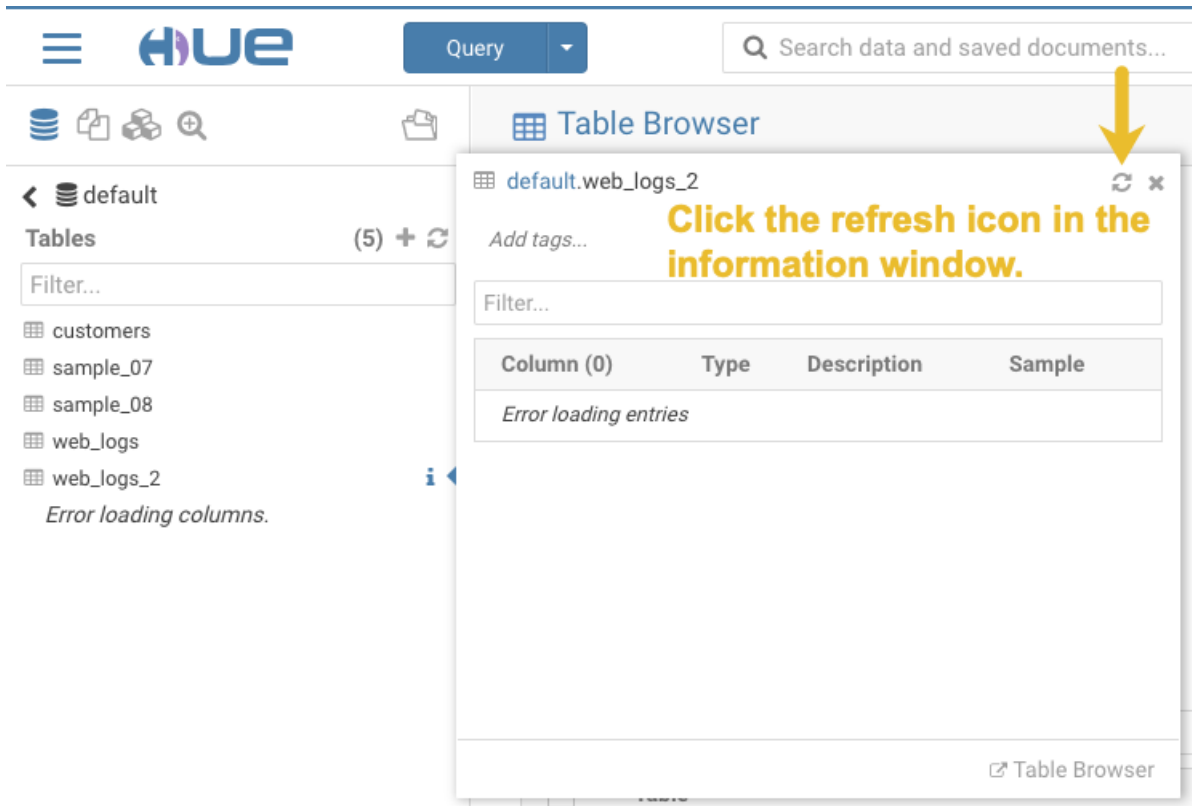 HUE
Query
Search data and saved documents...
Table Browser
default
default.web_logs_2
Tables (5)
Add tags...
Click the refresh icon in the
information window.
Filter...
Filter...
customers
sample_07
sample_08
web_logs
web_logs_2
Error loading columns.
Column (0) Type Description Sample
Error loading entries
Table Browser
Table